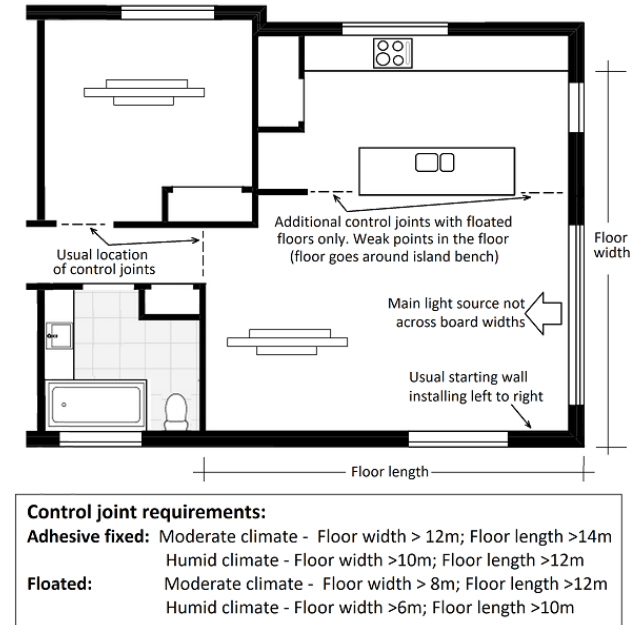 Additional control joints with floated
floors only. Weak points in the floor
(floor goes around island bench)
Usual location
of control joints
Floor
width
Main light source not
across board widths
Usual starting wall
installing left to right
Floor length
Control joint requirements:
Adhesive fixed: Moderate climate - Floor width > 12m; Floor length >14m
Humid climate - Floor width >10m; Floor length >12m
Floated: Moderate climate - Floor width > 8m; Floor length >12m
Humid climate - Floor width >6m; Floor length >10m